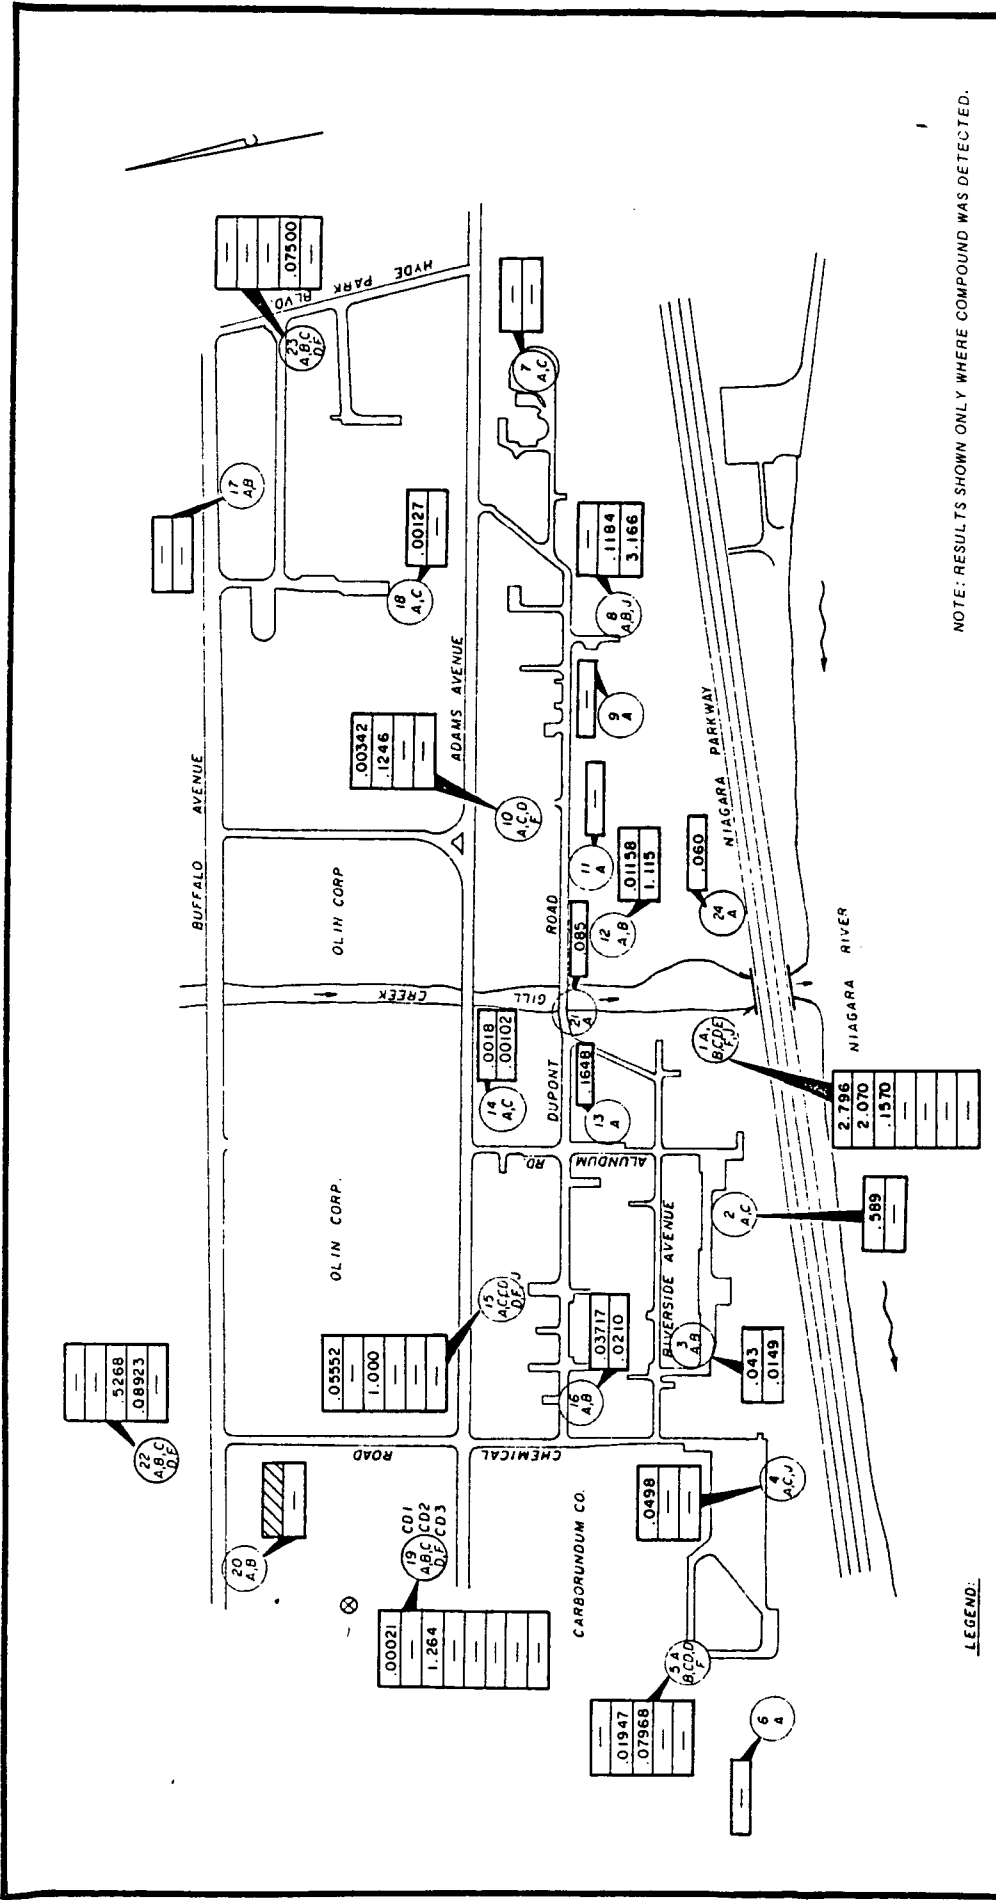 BUFFALO AVENUE
17
A,B
—
—
23
A,B,C
D,F
—
—
—
.07500
—
HYDE PARK BLVD.
18
A,C
—
.00127
22
A,B,C
D,F
—
—
.5268
.08923
—
20
A,B
—
OLIN CORP.
OLIN CORP
GILL CREEK
19
A,B,C
D,F
CD1
CD2
CD3
.00021
—
1.264
—
—
—
—
—
ADAMS AVENUE
10
A,C,D
F
.00342
.1246
—
—
15
.05552
—
1.000
—
—
—
14
A,C
.0018
.00102
7
A,C
—
—
CHEMICAL ROAD
DUPONT ROAD
ALUNDUM RD
CARBORUNDUM CO.
16
A,B
.03717
.0210
13
A
.1648
21
A
.085
12
A,B
.01158
1.115
11
A
—
9
A
—
8
A,B,J
—
.1184
3.166
RIVERSIDE AVENUE
3
A,B
.043
.0149
2
A,C
.589
—
1 A,
B,C,D,E
F,J
2.796
2.070
.1570
—
—
—
—
24
A
.060
NIAGARA PARKWAY
4
A,C,J
.0498
—
—
5 A
B,CD,D
F
—
.01947
.07968
—
—
6
A
—
NIAGARA RIVER
NOTE: RESULTS SHOWN ONLY WHERE COMPOUND WAS DETECTED.
LEGEND: